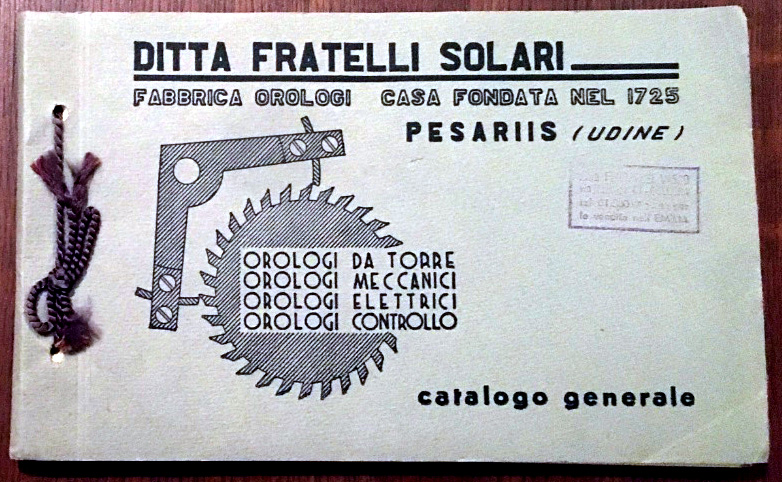 DITTA FRATELLI SOLARI
FABBRICA OROLOGI CASA FONDATA NEL 1725
PESARIIS (UDINE)
OROLOGI DA TORRE
OROLOGI MECCANICI
OROLOGI ELETTRICI
OROLOGI CONTROLLO
catalogo generale